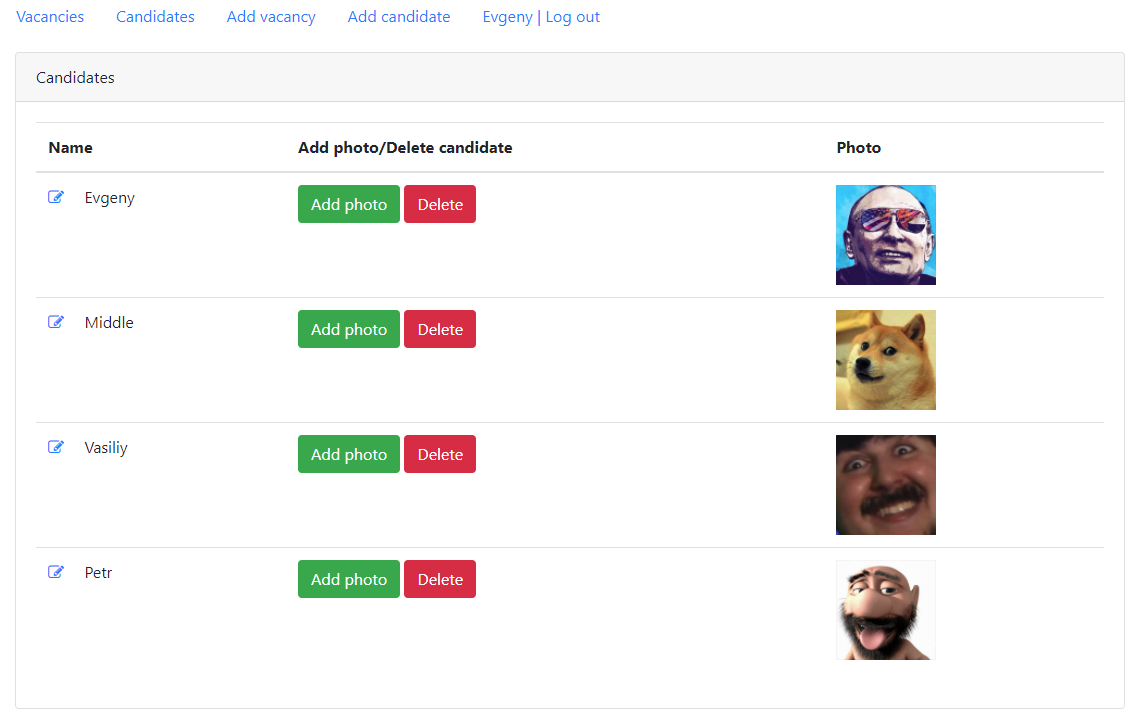 Vacancies Candidates Add vacancy Add candidate Evgeny | Log out
Candidates
Name Add photo/Delete candidate Photo
Evgeny Add photo Delete
Middle Add photo Delete
Vasiliy Add photo Delete
Petr Add photo Delete